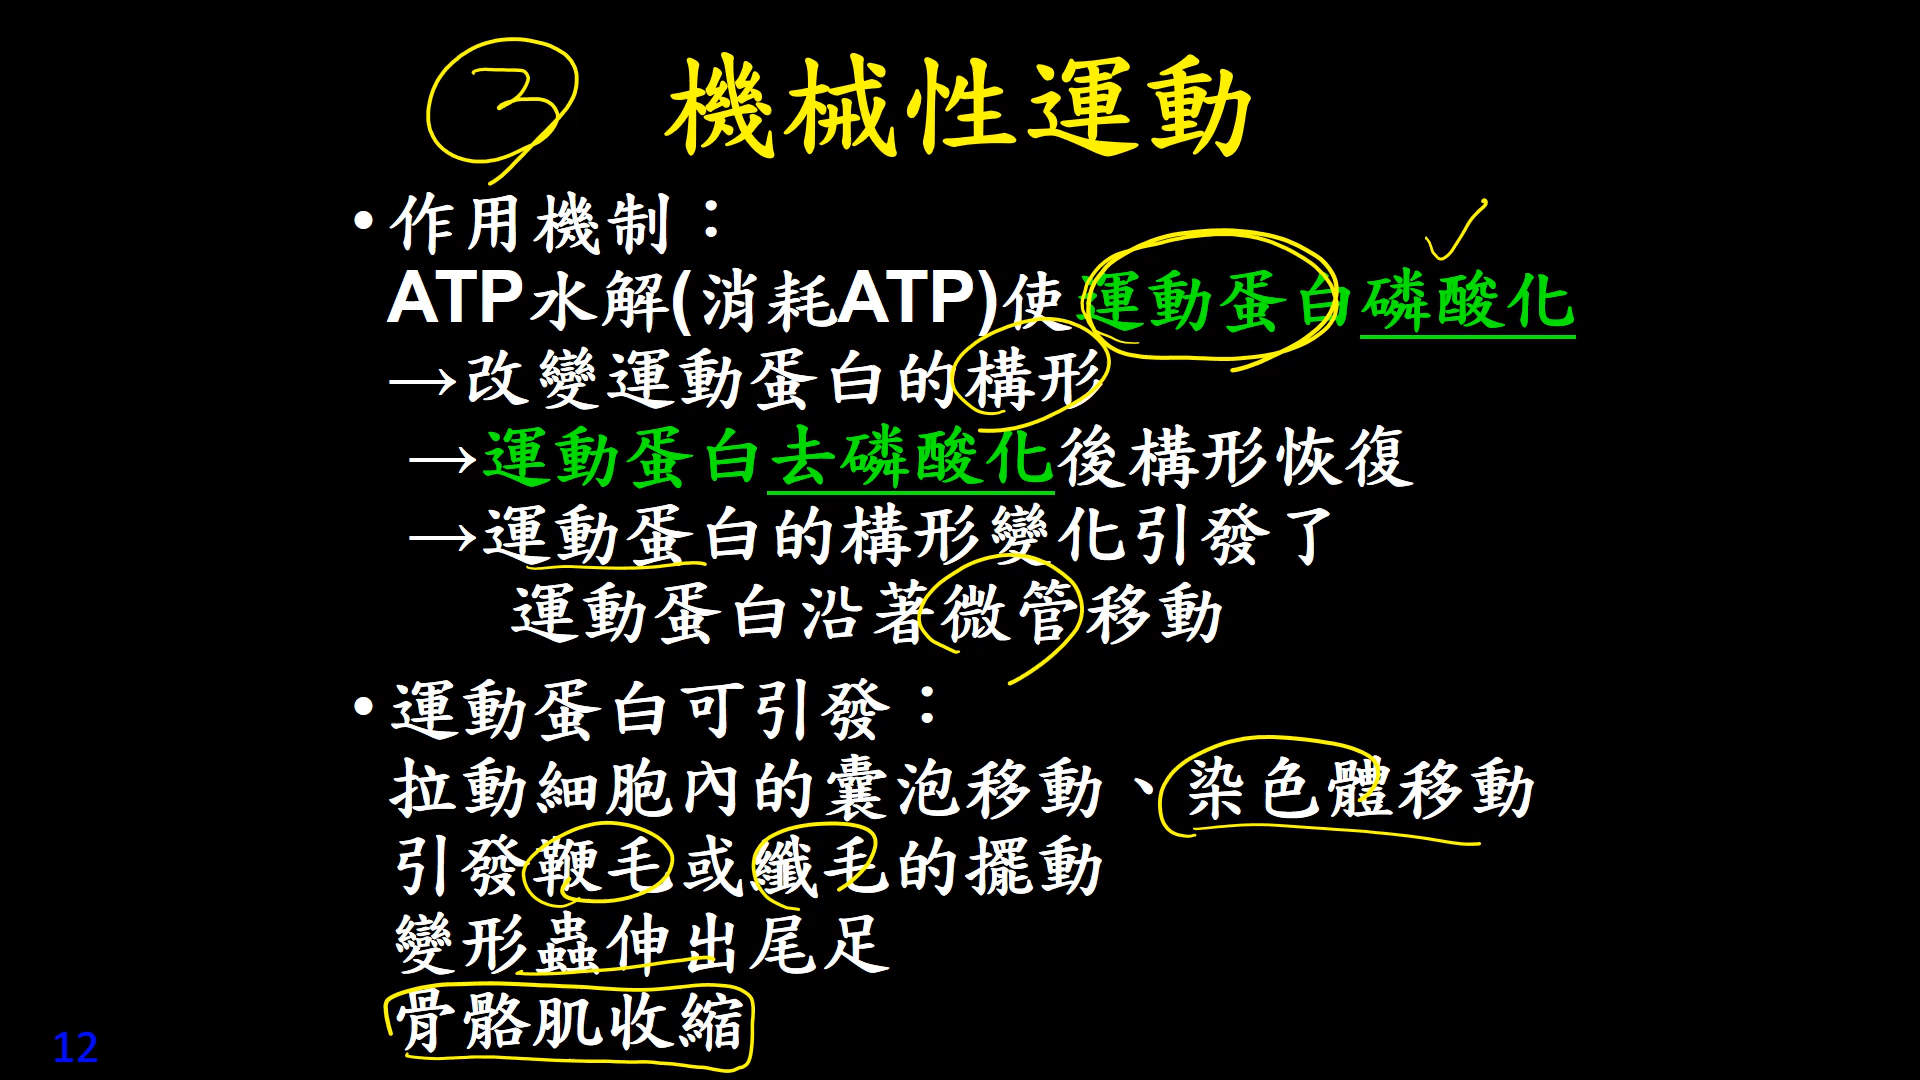 3 機械性運動
•作用機制：
ATP水解(消耗ATP)使運動蛋白磷酸化
→改變運動蛋白的構形
→運動蛋白去磷酸化後構形恢復
→運動蛋白的構形變化引發了
運動蛋白沿著微管移動
•運動蛋白可引發：
拉動細胞內的囊泡移動、染色體移動
引發鞭毛或纖毛的擺動
變形蟲伸出尾足
骨骼肌收縮
12